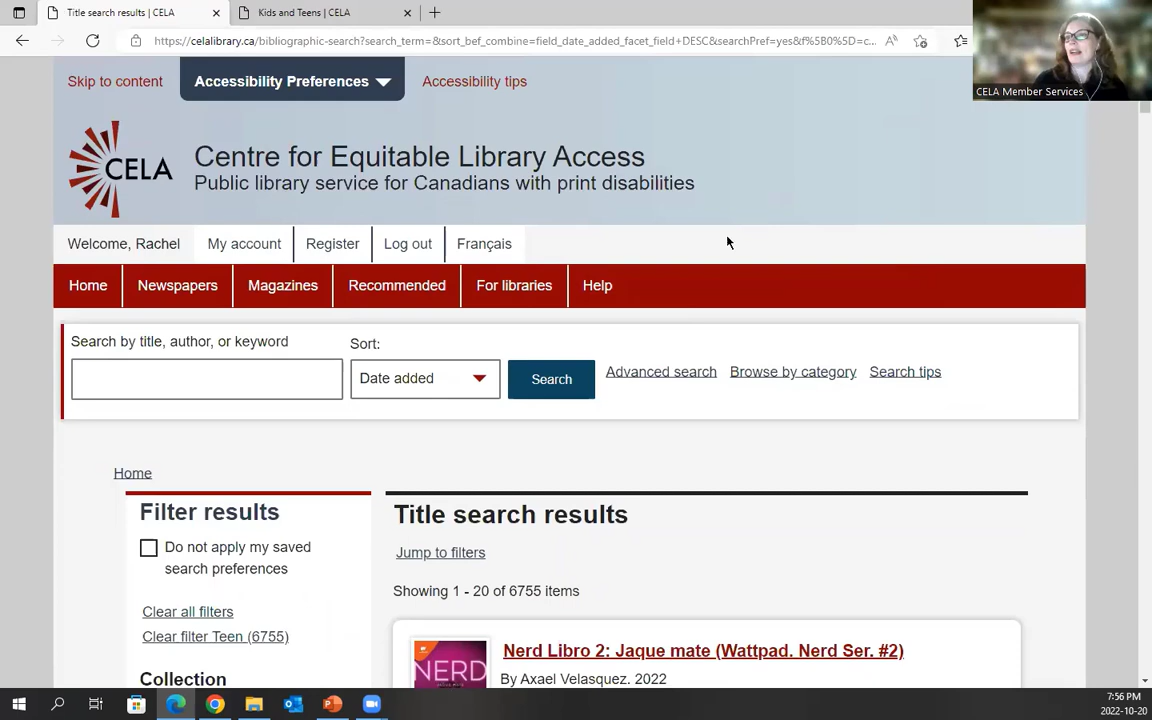 Title search results | CELA
Kids and Teens | CELA
https://celalibrary.ca/bibliographic-search?search_term=&sort_bef_combine=field_date_added_facet_field+DESC&searchPref=yes&f%5B0%5D=c...
CELA Member Services
Skip to content
Accessibility Preferences
Accessibility tips
CELA
Centre for Equitable Library Access
Public library service for Canadians with print disabilities
Welcome, Rachel
My account
Register
Log out
Français
Home
Newspapers
Magazines
Recommended
For libraries
Help
Search by title, author, or keyword
Sort:
Date added
Search
Advanced search
Browse by category
Search tips
Home
Filter results
Do not apply my saved
search preferences
Clear all filters
Clear filter Teen (6755)
Collection
Title search results
Jump to filters
Showing 1 - 20 of 6755 items
NERD
Nerd Libro 2: Jaque mate (Wattpad. Nerd Ser. #2)
By Axael Velasquez. 2022
7:56 PM
2022-10-20